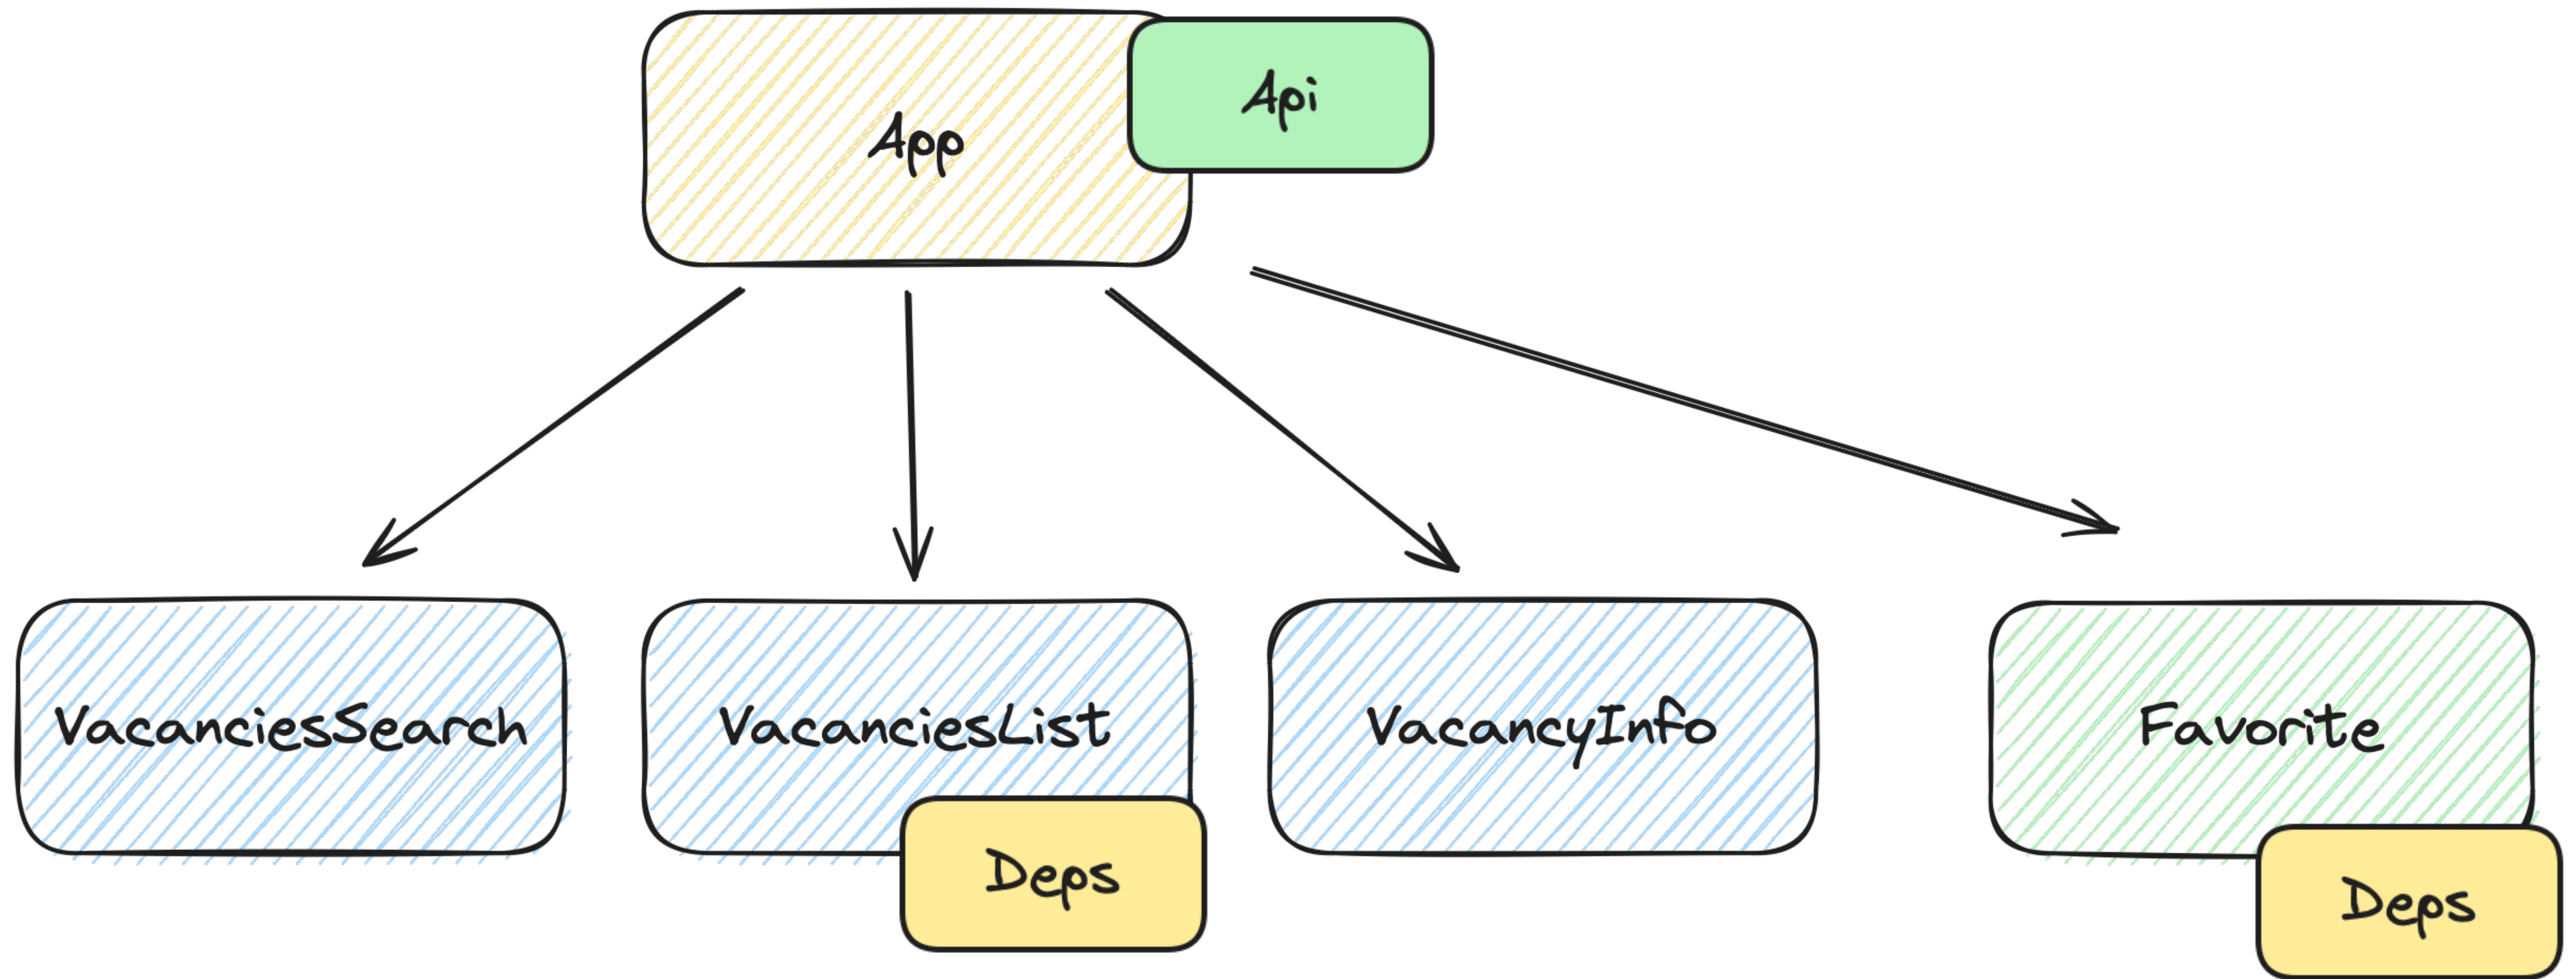 App
Api
VacanciesSearch
VacanciesList
VacancyInfo
Favorite
Deps
Deps